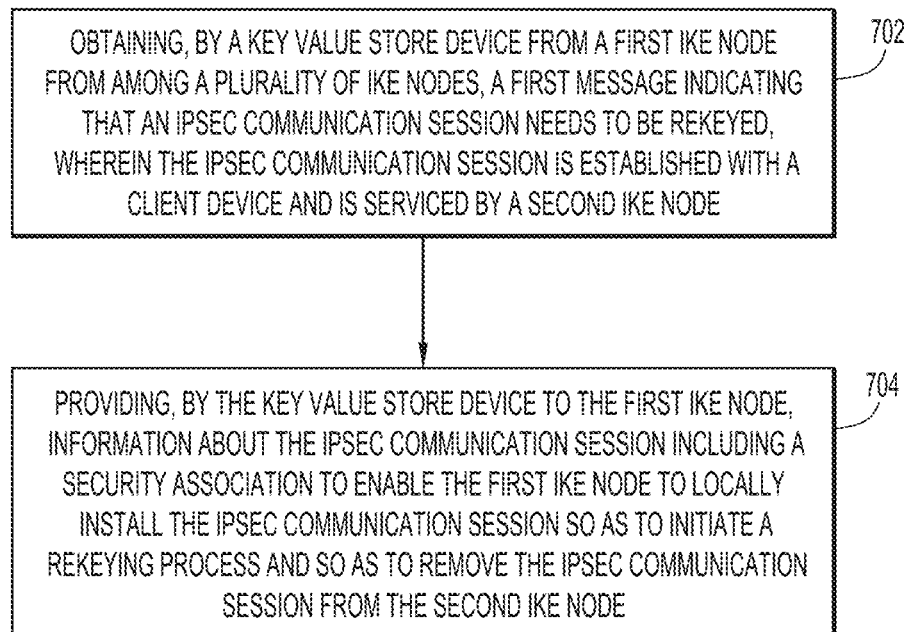 OBTAINING, BY A KEY VALUE STORE DEVICE FROM A FIRST IKE NODE
FROM AMONG A PLURALITY OF IKE NODES, A FIRST MESSAGE INDICATING
THAT AN IPSEC COMMUNICATION SESSION NEEDS TO BE REKEYED,
WHEREIN THE IPSEC COMMUNICATION SESSION IS ESTABLISHED WITH A
CLIENT DEVICE AND IS SERVICED BY A SECOND IKE NODE
702
PROVIDING, BY THE KEY VALUE STORE DEVICE TO THE FIRST IKE NODE,
INFORMATION ABOUT THE IPSEC COMMUNICATION SESSION INCLUDING A
SECURITY ASSOCIATION TO ENABLE THE FIRST IKE NODE TO LOCALLY
INSTALL THE IPSEC COMMUNICATION SESSION SO AS TO INITIATE A
REKEYING PROCESS AND SO AS TO REMOVE THE IPSEC COMMUNICATION
SESSION FROM THE SECOND IKE NODE
704